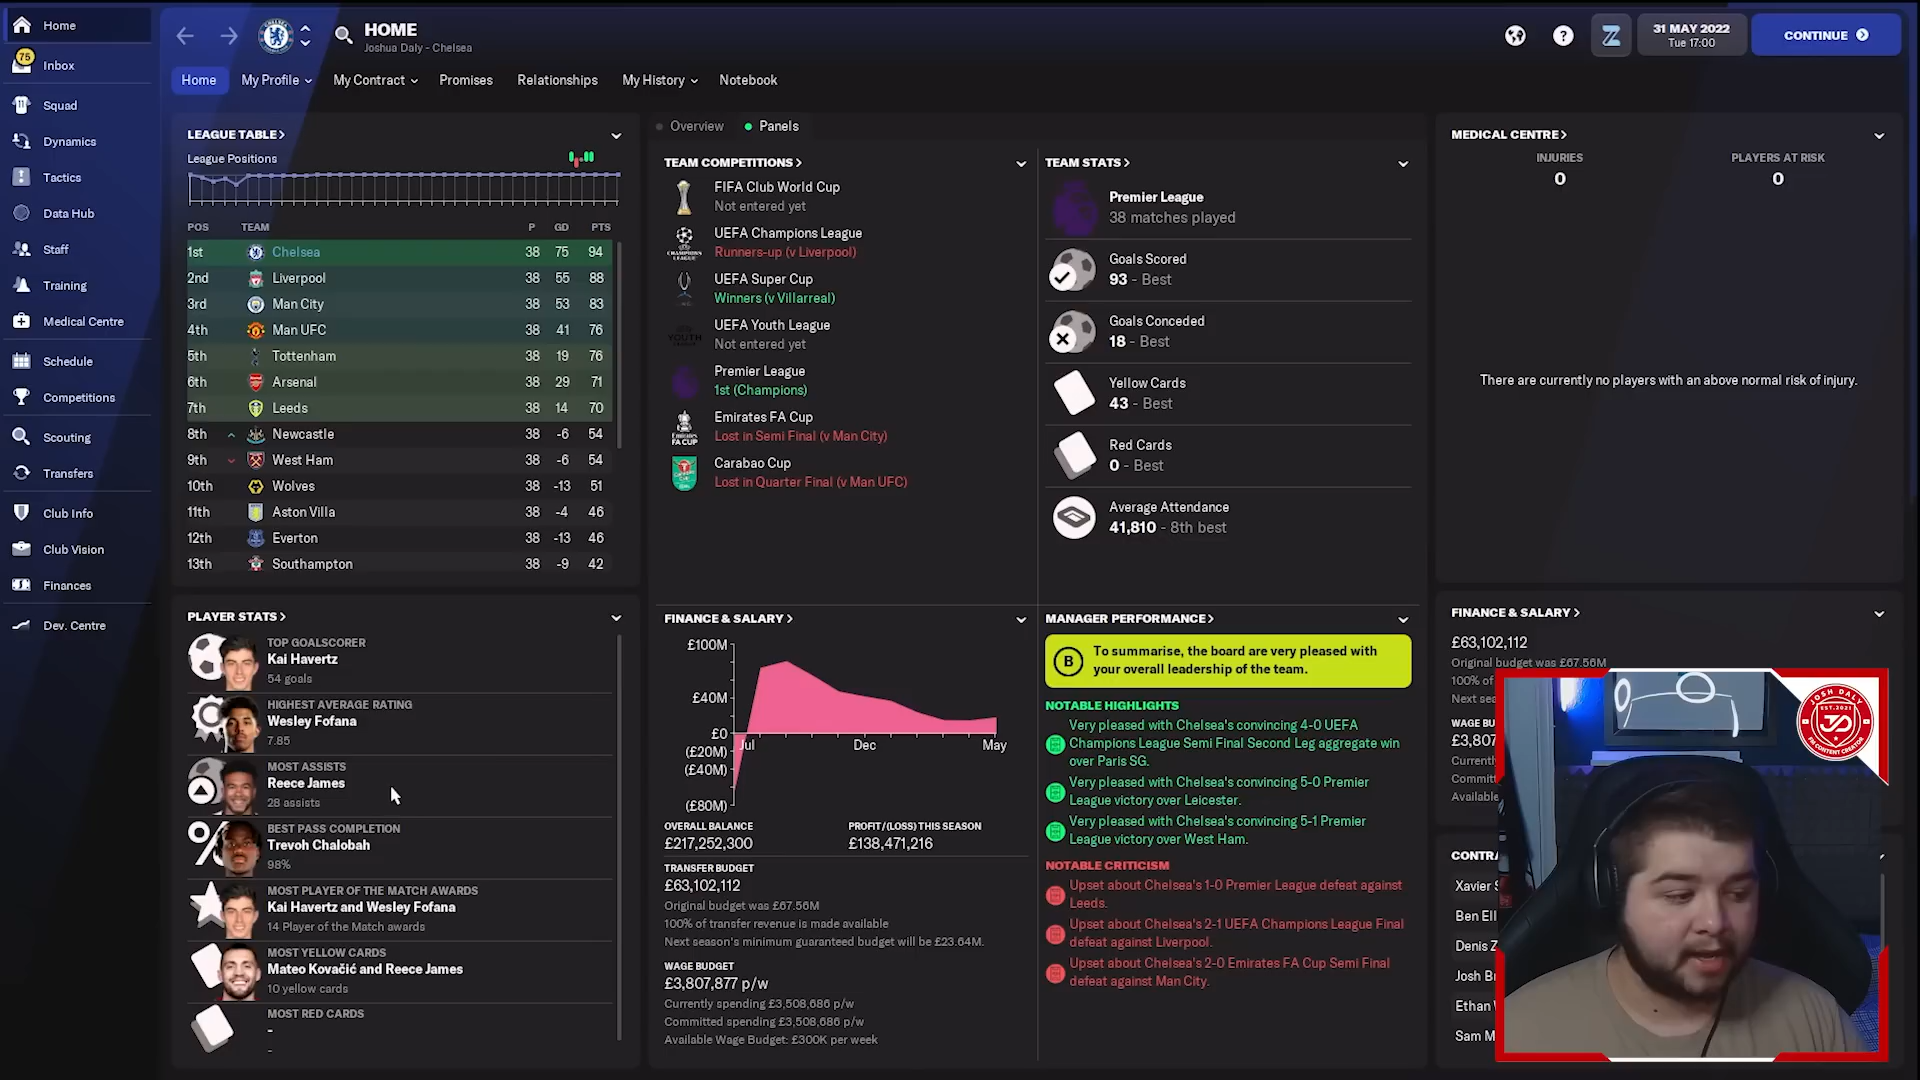 Home
75
Inbox
Squad
Dynamics
Tactics
Data Hub
Staff
Training
Medical Centre
Schedule
Competitions
Scouting
Transfers
Club Info
Club Vision
Finances
Dev. Centre
HOME
Joshua Daly - Chelsea
31 MAY 2022
Tue 17:00
CONTINUE
Home
My Profile
My Contract
Promises
Relationships
My History
Notebook
LEAGUE TABLE >
League Positions
POS TEAM P GD PTS
1st Chelsea 38 75 94
2nd Liverpool 38 55 88
3rd Man City 38 53 83
4th Man UFC 38 41 76
5th Tottenham 38 19 76
6th Arsenal 38 29 71
7th Leeds 38 14 70
8th Newcastle 38 -6 54
9th West Ham 38 -6 54
10th Wolves 38 -13 51
11th Aston Villa 38 -4 46
12th Everton 38 -13 46
13th Southampton 38 -9 42
PLAYER STATS >
TOP GOALSCORER
Kai Havertz
54 goals
HIGHEST AVERAGE RATING
Wesley Fofana
7.85
MOST ASSISTS
Reece James
28 assists
BEST PASS COMPLETION
Trevoh Chalobah
98%
MOST PLAYER OF THE MATCH AWARDS
Kai Havertz and Wesley Fofana
14 Player of the Match awards
MOST YELLOW CARDS
Mateo Kovačić and Reece James
10 yellow cards
MOST RED CARDS
-
-
Overview
Panels
TEAM COMPETITIONS >
FIFA Club World Cup
Not entered yet
UEFA Champions League
Runners-up (v Liverpool)
UEFA Super Cup
Winners (v Villarreal)
UEFA Youth League
Not entered yet
Premier League
1st (Champions)
Emirates FA Cup
Lost in Semi Final (v Man City)
Carabao Cup
Lost in Quarter Final (v Man UFC)
TEAM STATS >
Premier League
38 matches played
Goals Scored
93 - Best
Goals Conceded
18 - Best
Yellow Cards
43 - Best
Red Cards
0 - Best
Average Attendance
41,810 - 8th best
FINANCE & SALARY >
£100M
£40M
£0
(£20M)
(£40M)
(£80M)
Jul Dec May
OVERALL BALANCE
£217,252,300
PROFIT/(LOSS) THIS SEASON
£138,471,216
TRANSFER BUDGET
£63,102,112
Original budget was £67.56M
100% of transfer revenue is made available
Next season's minimum guaranteed budget will be £23.64M.
WAGE BUDGET
£3,807,877 p/w
Currently spending £3,508,686 p/w
Committed spending £3,508,686 p/w
Available Wage Budget: £300K per week
MANAGER PERFORMANCE >
B
To summarise, the board are very pleased with
your overall leadership of the team.
NOTABLE HIGHLIGHTS
Very pleased with Chelsea's convincing 4-0 UEFA
Champions League Semi Final Second Leg aggregate win
over Paris SG.
Very pleased with Chelsea's convincing 5-0 Premier
League victory over Leicester.
Very pleased with Chelsea's convincing 5-1 Premier
League victory over West Ham.
NOTABLE CRITICISM
Upset about Chelsea's 1-0 Premier League defeat against
Leeds.
Upset about Chelsea's 2-1 UEFA Champions League Final
defeat against Liverpool.
Upset about Chelsea's 2-0 Emirates FA Cup Semi Final
defeat against Man City.
MEDICAL CENTRE >
INJURIES
0
PLAYERS AT RISK
0
There are currently no players with an above normal risk of injury.
FINANCE & SALARY >
£63,102,112
Original budget was £67.56M
100% of
Next sea
WAGE BU
£3,807
Currently
Committ
Available
CONTRA
Xavier S
Ben Ell
Denis Z
Josh Br
Ethan
Sam M
JOSH DALY
EST.2021
JD
FM CONTENT CREATOR